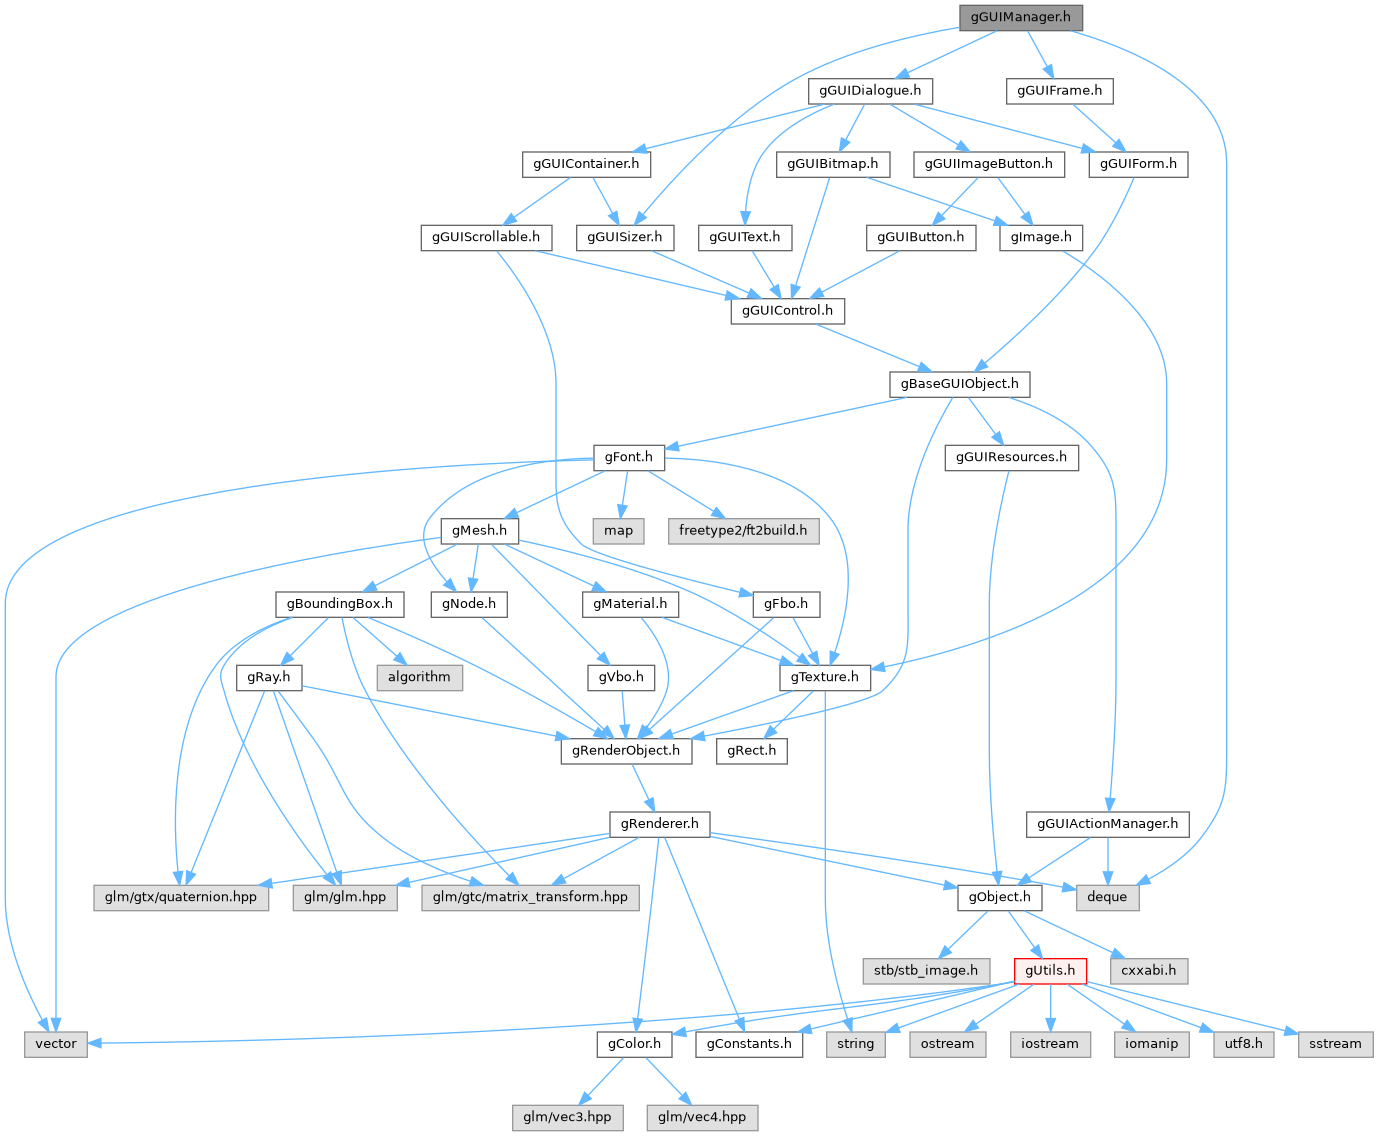 gGUIManager.h
gGUIDialogue.h
gGUIFrame.h
gGUIContainer.h
gGUIBitmap.h
gGUIImageButton.h
gGUIForm.h
gGUIScrollable.h
gGUISizer.h
gGUIText.h
gGUIButton.h
gImage.h
gGUIControl.h
gBaseGUIObject.h
gFont.h
gGUIResources.h
gMesh.h
map
freetype2/ft2build.h
gBoundingBox.h
gNode.h
gMaterial.h
gFbo.h
gRay.h
algorithm
gVbo.h
gTexture.h
gRenderObject.h
gRect.h
gRenderer.h
gGUIActionManager.h
glm/gtx/quaternion.hpp
glm/glm.hpp
glm/gtc/matrix_transform.hpp
gObject.h
deque
stb/stb_image.h
gUtils.h
cxxabi.h
vector
gColor.h
gConstants.h
string
ostream
iostream
iomanip
utf8.h
sstream
glm/vec3.hpp
glm/vec4.hpp